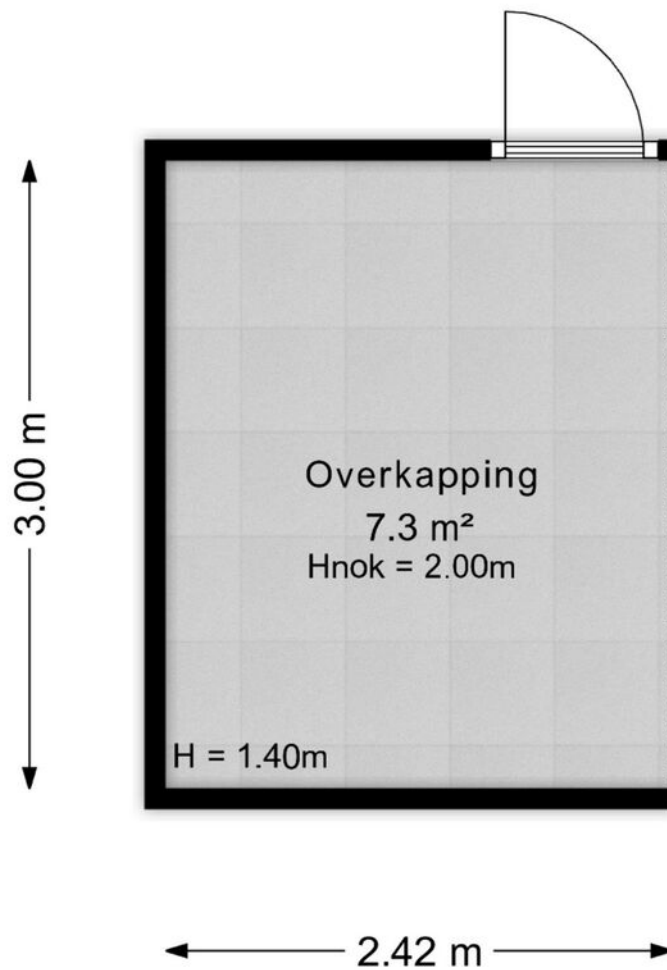 3.00 m
Overkapping
7.3 m²
Hnok = 2.00m
H = 1.40m
2.42 m